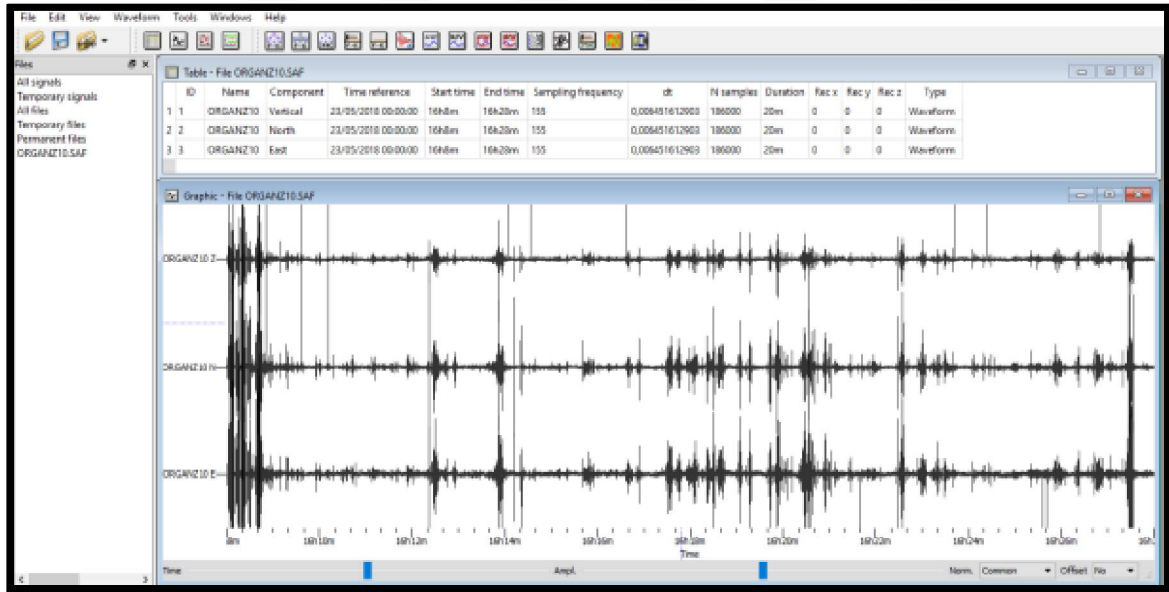 File Edit View Waveform Tools Windows Help
Files
All signals
Temporary signals
All files
Temporary files
Permanent files
ORGANZ10.SAF
Table - File ORGANZ10.SAF
ID Name Component Time reference Start time End time Sampling frequency dt N samples Duration Rec x Rec y Rec z Type
1 1 ORGANZ10 Vertical 23/05/2018 00:00:00 16h8m 16h28m 155 0,006451612903 186000 20m 0 0 0 Waveform
2 2 ORGANZ10 North 23/05/2018 00:00:00 16h8m 16h28m 155 0,006451612903 186000 20m 0 0 0 Waveform
3 3 ORGANZ10 East 23/05/2018 00:00:00 16h8m 16h28m 155 0,006451612903 186000 20m 0 0 0 Waveform
Graphic - File ORGANZ10.SAF
ORGANZ10 Z
ORGANZ10 N
ORGANZ10 E
8m 16h10m 16h12m 16h14m 16h16m 16h18m 16h20m 16h22m 16h24m 16h26m 16h
Time
Time Ampl. Norm. Common Offset No